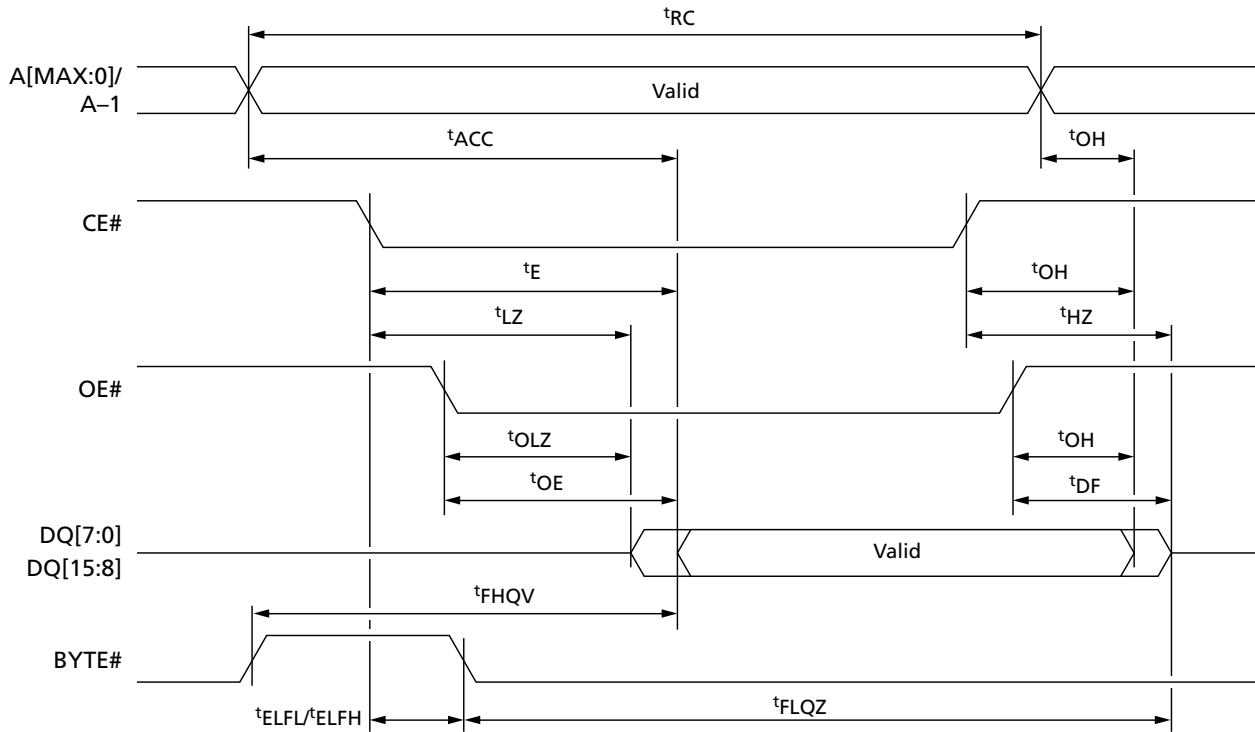 tRC
A[MAX:0]/
A–1
Valid
tACC
tOH
CE#
tE
tOH
tLZ
tHZ
OE#
tOLZ
tOH
tOE
tDF
DQ[7:0]
DQ[15:8]
Valid
tFHQV
BYTE#
tELFL/tELFH
tFLQZ